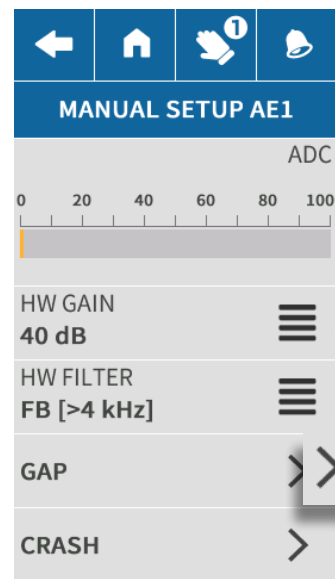 1
MANUAL SETUP AE1
ADC
0 20 40 60 80 100
HW GAIN
40 dB
HW FILTER
FB [>4 kHz]
GAP
CRASH